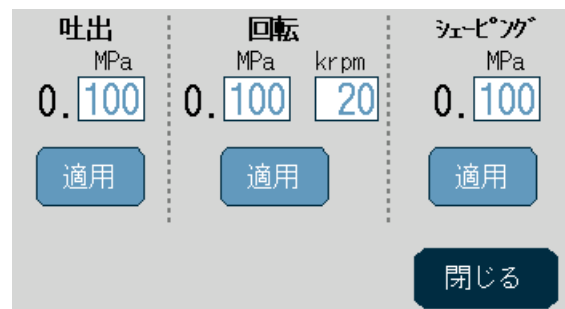 吐出 回転 ｼｪｰﾋﾟﾝｸﾞ
MPa MPa krpm MPa
0.100 0.100 20 0.100
適用 適用 適用
閉じる